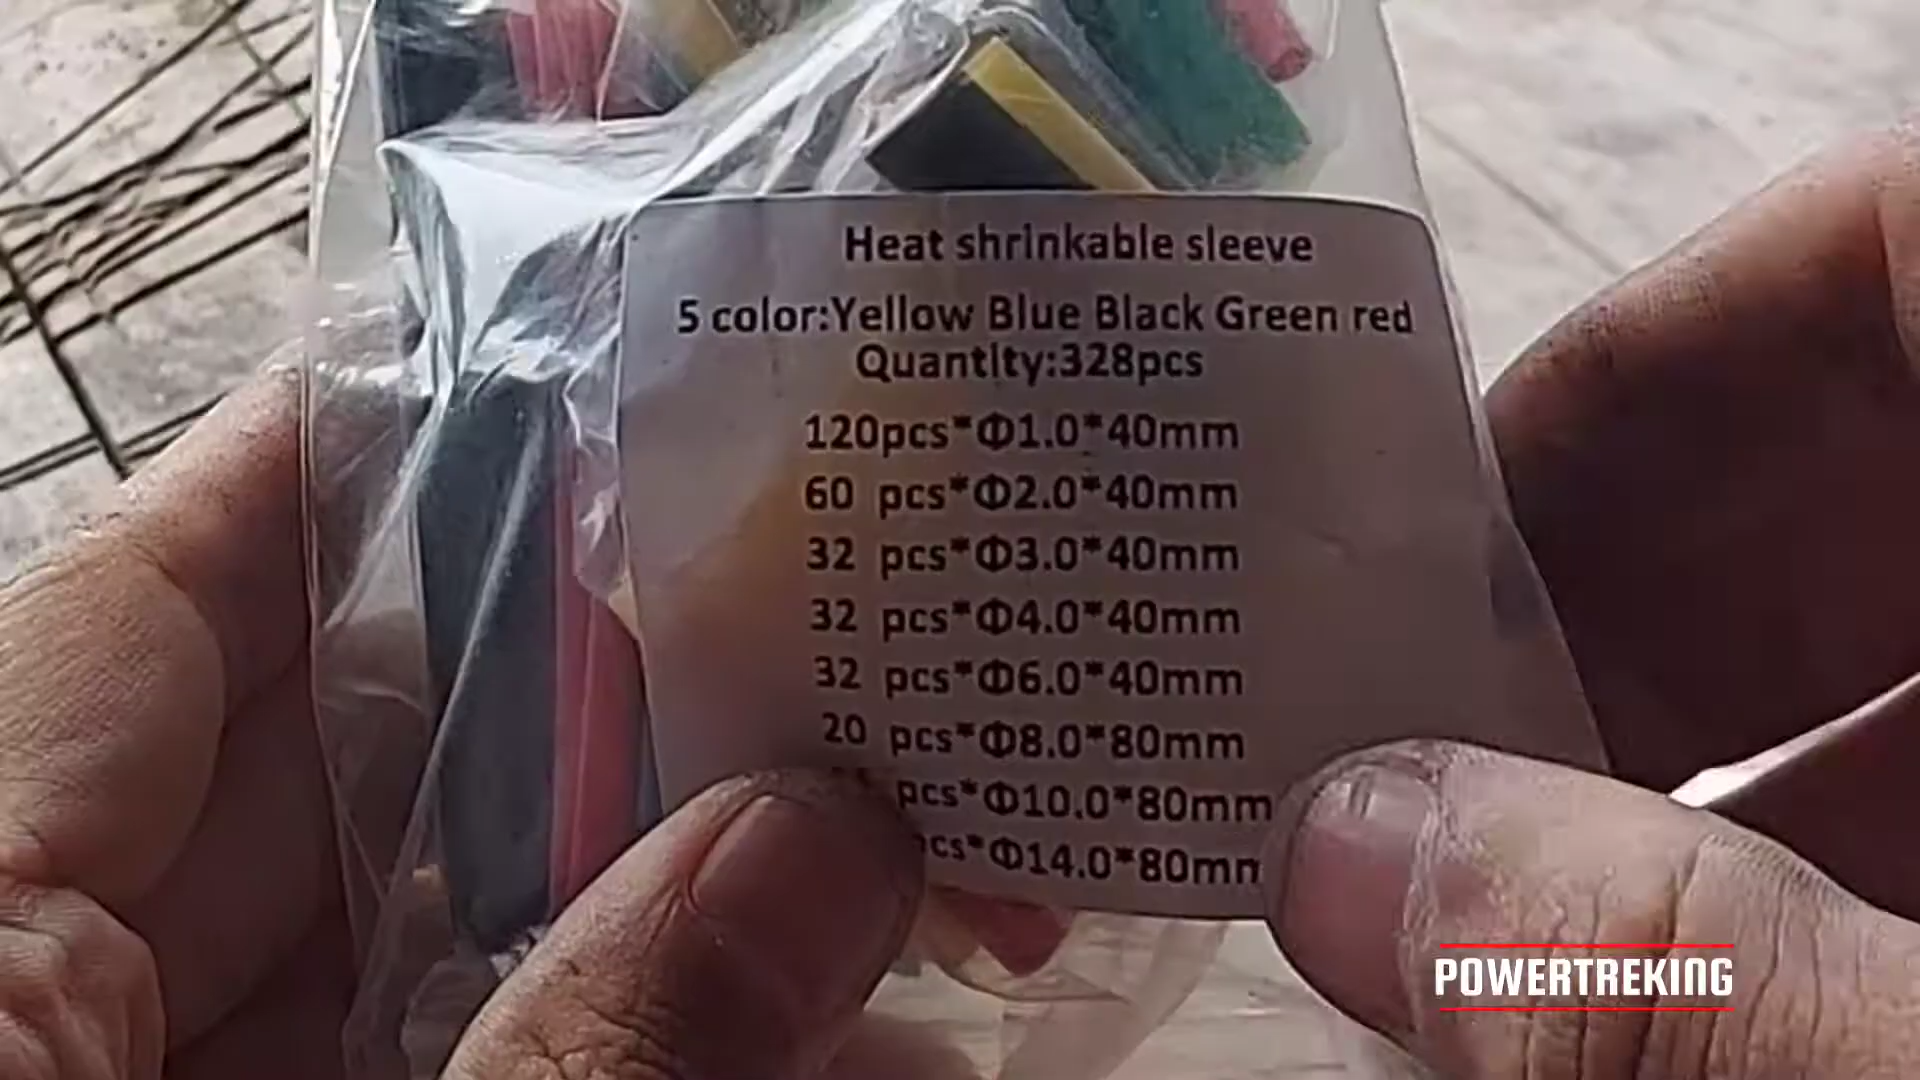 Heat shrinkable sleeve
5 color:Yellow Blue Black Green red
Quantity:328pcs
120pcs*Φ1.0*40mm
60 pcs*Φ2.0*40mm
32 pcs*Φ3.0*40mm
32 pcs*Φ4.0*40mm
32 pcs*Φ6.0*40mm
20 pcs*Φ8.0*80mm
pcs*Φ10.0*80mm
pcs*Φ14.0*80mm
POWERTREKING